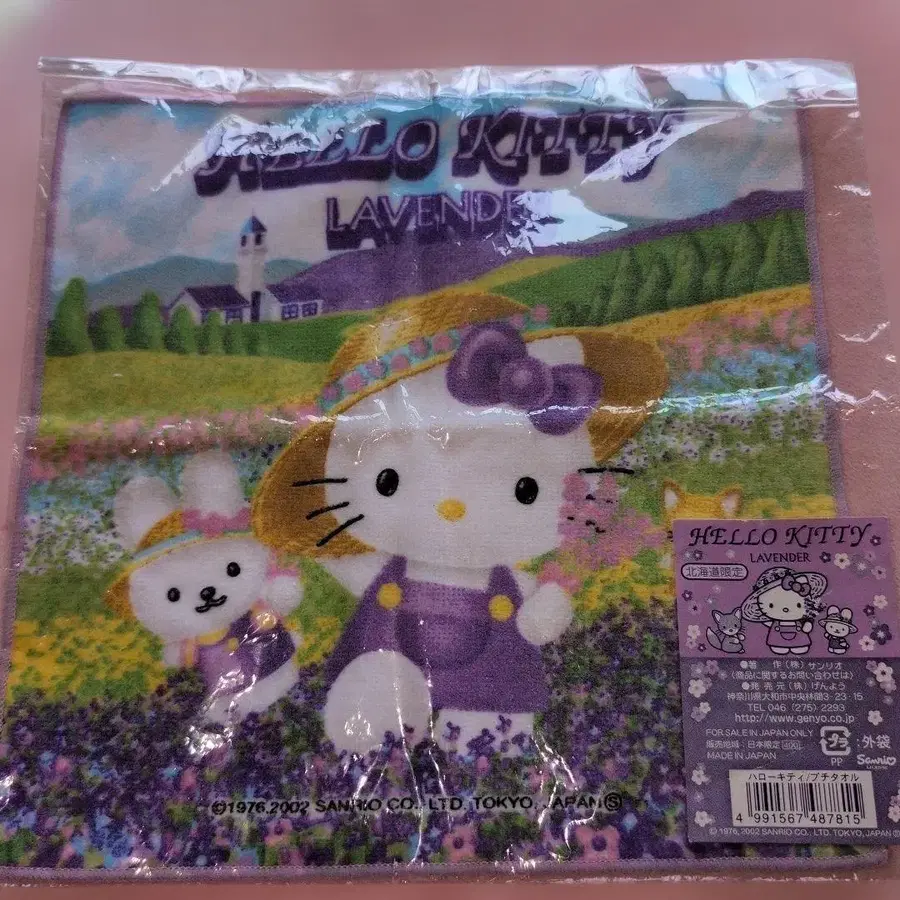 HELLO KITTY
LAVENDER
©1976,2002 SANRIO CO., LTD. TOKYO, JAPAN Ⓢ
HELLO KITTY
LAVENDER
北海道限定
●著 作(株)サンリオ
(商品に関するお問い合わせは)
●発 売 元(株)げんよう
神奈川県大和市中央林間3-23-15
TEL 046 (275) 2293
http://www.genyo.co.jp
FOR SALE IN JAPAN ONLY
販売地域:日本限定
MADE IN JAPAN
プラ
PP
:外袋
Sanrio
ハローキティ/プチタオル
4 991567 487815
© 1976, 2002 SANRIO CO., LTD. TOKYO, JAPAN Ⓢ